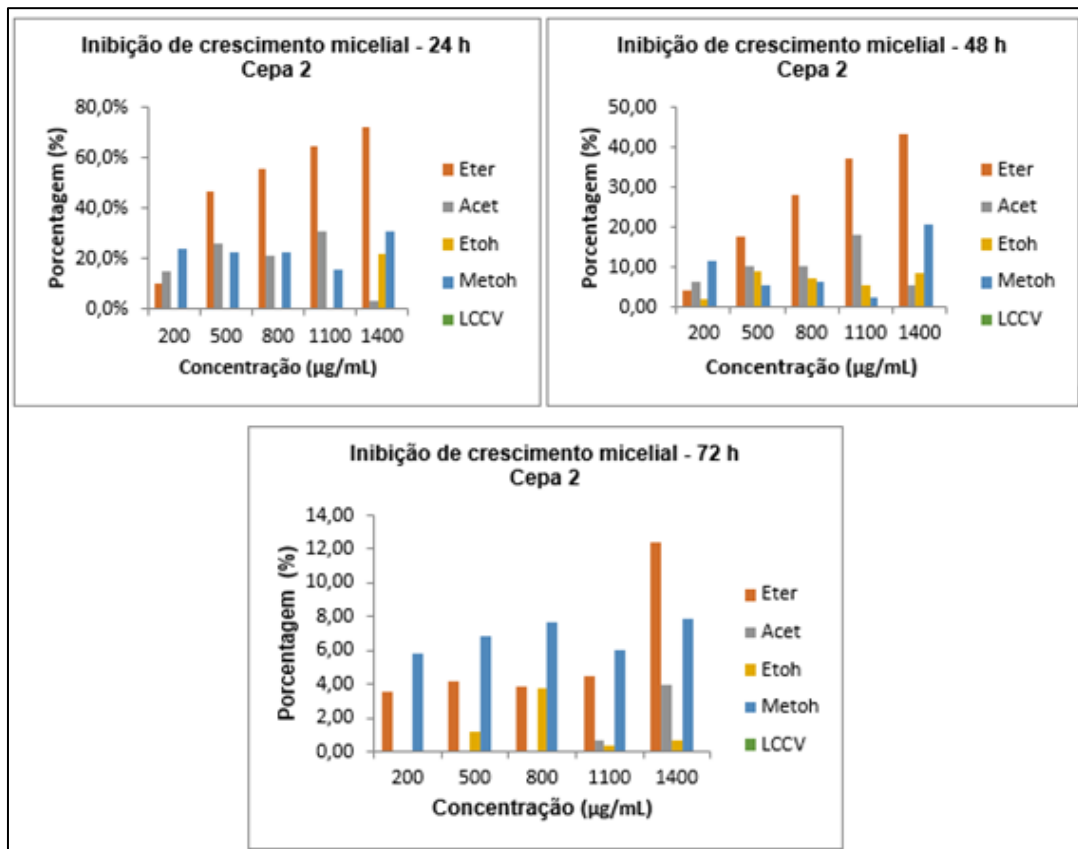 Inibição de crescimento micelial - 24 h
Cepa 2
Porcentagem (%)
80,0%
60,0%
40,0%
20,0%
0,0%
200 500 800 1100 1400
Concentração (µg/mL)
Eter
Acet
Etoh
Metoh
LCCV
Inibição de crescimento micelial - 48 h
Cepa 2
Porcentagem (%)
50,00
40,00
30,00
20,00
10,00
0,00
200 500 800 1100 1400
Concentração (µg/mL)
Eter
Acet
Etoh
Metoh
LCCV
Inibição de crescimento micelial - 72 h
Cepa 2
Porcentagem (%)
14,00
12,00
10,00
8,00
6,00
4,00
2,00
0,00
200 500 800 1100 1400
Concentração (µg/mL)
Eter
Acet
Etoh
Metoh
LCCV